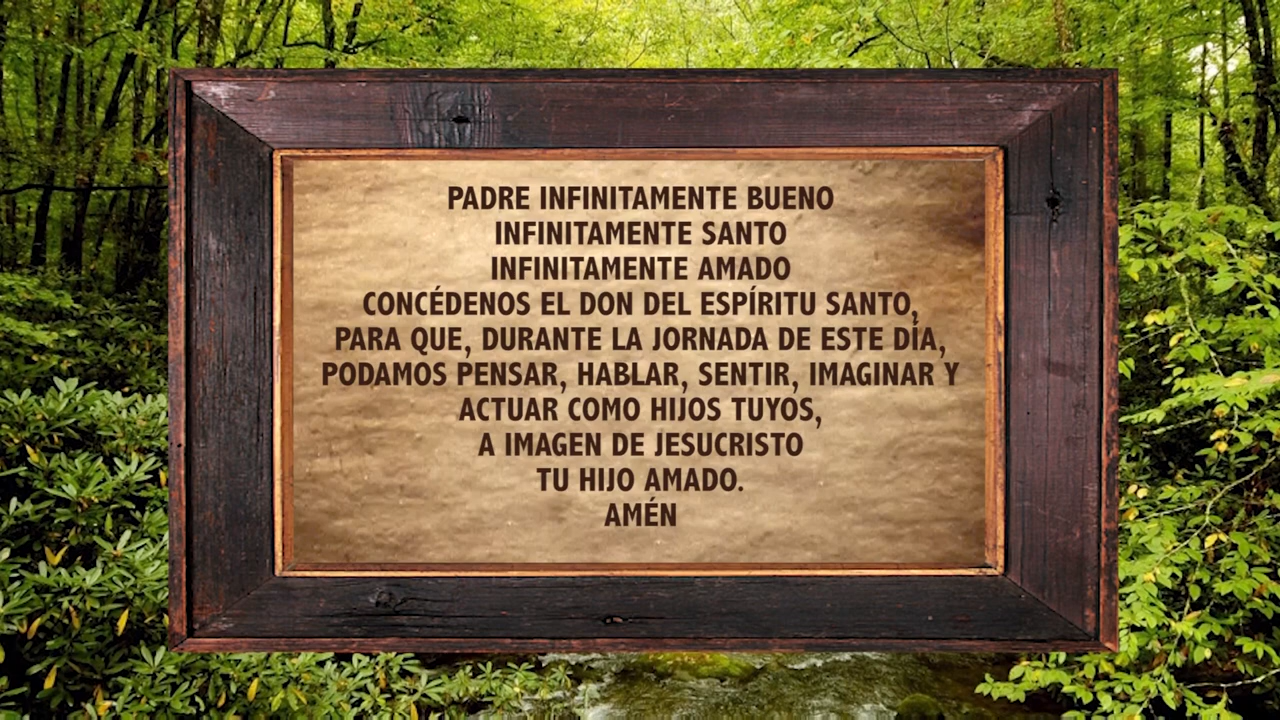 PADRE INFINITAMENTE BUENO
INFINITAMENTE SANTO
INFINITAMENTE AMADO
CONCÉDENOS EL DON DEL ESPÍRITU SANTO,
PARA QUE, DURANTE LA JORNADA DE ESTE DÍA,
PODAMOS PENSAR, HABLAR, SENTIR, IMAGINAR Y
ACTUAR COMO HIJOS TUYOS,
A IMAGEN DE JESUCRISTO
TU HIJO AMADO.
AMÉN